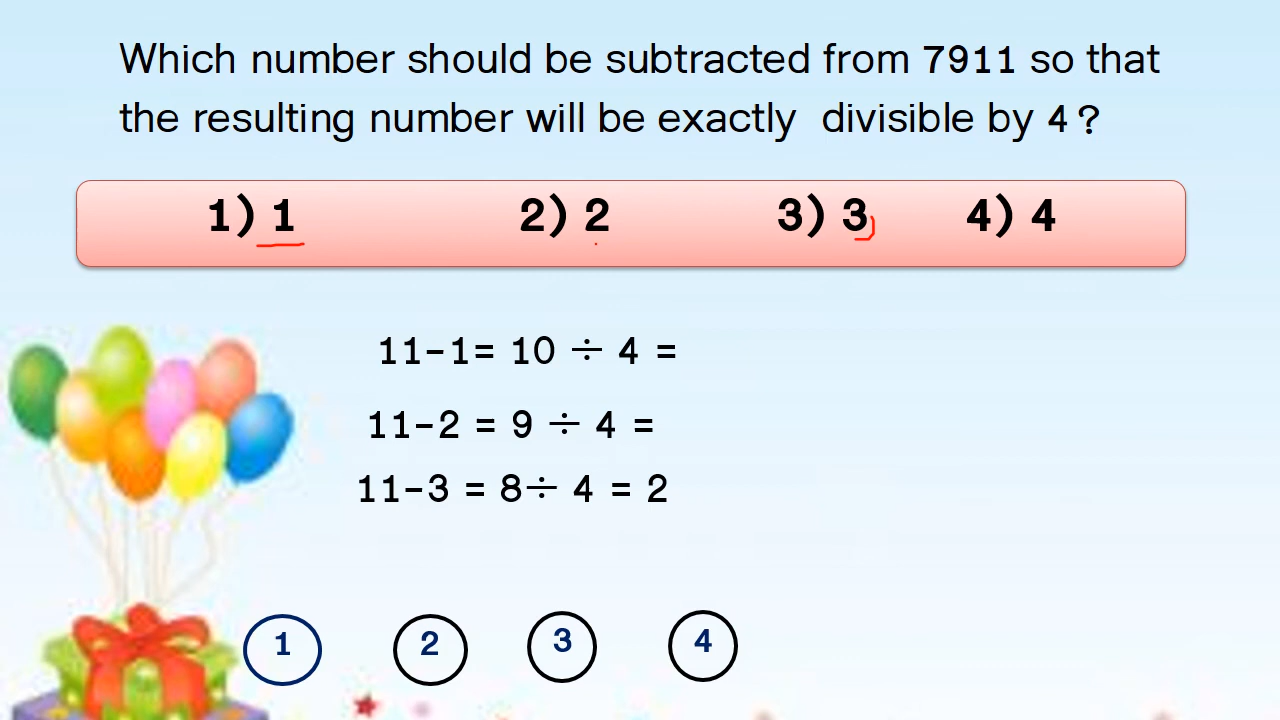 Which number should be subtracted from 7911 so that
the resulting number will be exactly divisible by 4 ?
1) 1 2) 2 3) 3 4) 4
11-1= 10 ÷ 4 =
11-2 = 9 ÷ 4 =
11-3 = 8÷ 4 = 2
1 2 3 4